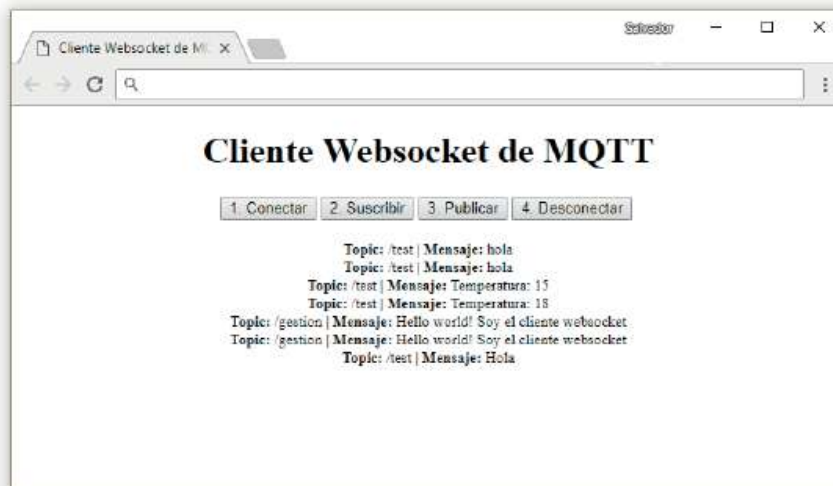 Salvador
Cliente Websocket de M
Cliente Websocket de MQTT
1. Conectar 2. Suscribir 3. Publicar 4. Desconectar
Topic: /test | Mensaje: hola
Topic: /test | Mensaje: hola
Topic: /test | Mensaje: Temperatura: 15
Topic: /test | Mensaje: Temperatura: 18
Topic: /gestion | Mensaje: Hello world! Soy el cliente websocket
Topic: /gestion | Mensaje: Hello world! Soy el cliente websocket
Topic: /test | Mensaje: Hola